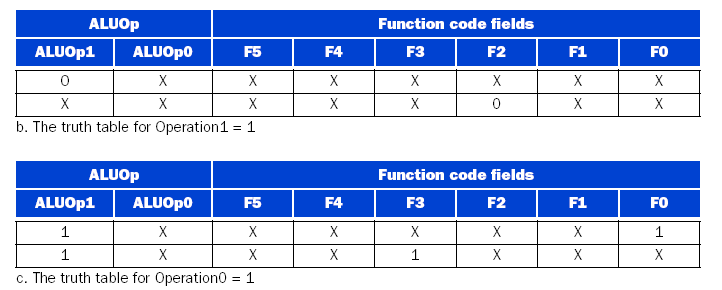 ALUOp Function code fields
ALUOp1 ALUOp0 F5 F4 F3 F2 F1 F0
0 X X X X X X X
X X X X X 0 X X
b. The truth table for Operation1 = 1
ALUOp Function code fields
ALUOp1 ALUOp0 F5 F4 F3 F2 F1 F0
1 X X X X X X 1
1 X X X 1 X X X
c. The truth table for Operation0 = 1